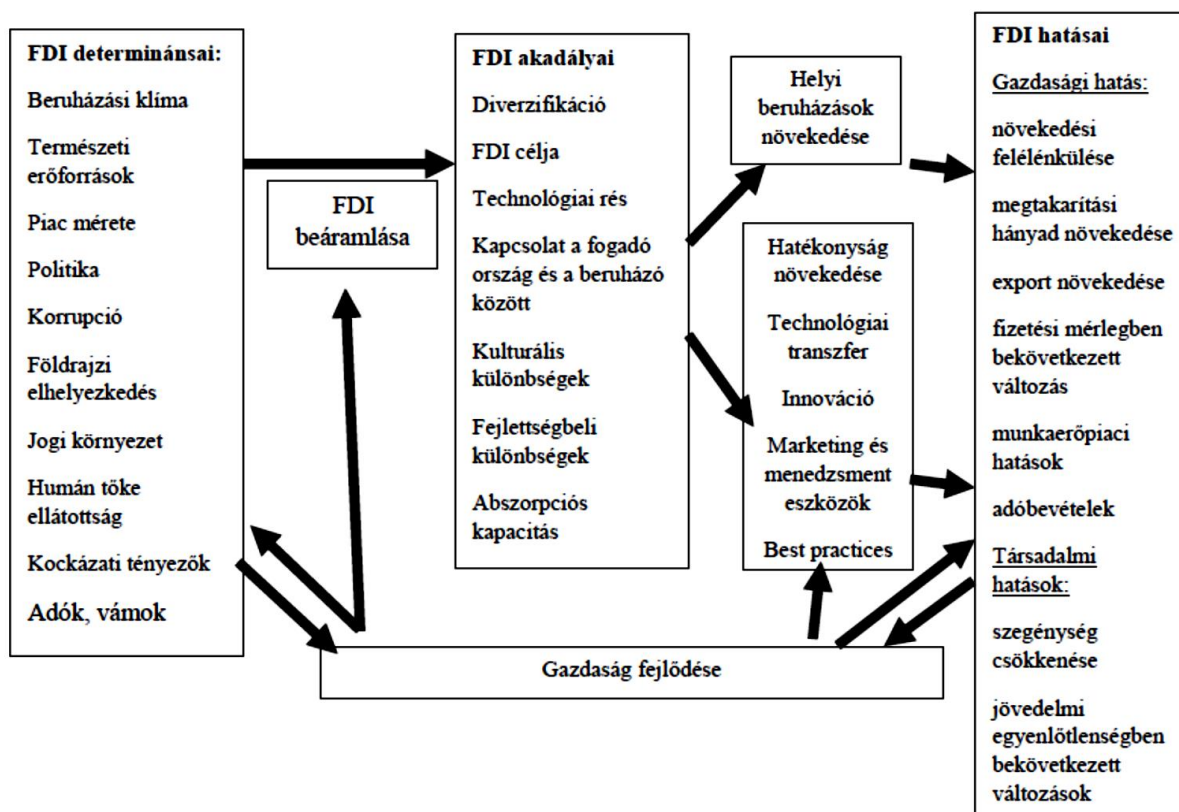 FDI determinánsai:
Beruházási klíma
Természeti
erőforrások
Piac mérete
Politika
Korrupció
Földrajzi
elhelyezkedés
Jogi környezet
Humán tőke
ellátottság
Kockázati tényezők
Adók, vámok
FDI
beáramlása
FDI akadályai
Diverzifikáció
FDI célja
Technológiai rés
Kapcsolat a fogadó
ország és a beruházó
között
Kulturális
különbségek
Fejlettségbeli
különbségek
Abszorpciós
kapacitás
Helyi
beruházások
növekedése
Hatékonyság
növekedése
Technológiai
transzfer
Innováció
Marketing és
menedzsment
eszközök
Best practices
FDI hatásai
Gazdasági hatás:
növekedési
felélénkülése
megtakarítási
hányad növekedése
export növekedése
fizetési mérlegben
bekövetkezett
változás
munkaerőpiaci
hatások
adóbevételek
Társadalmi
hatások:
szegénység
csökkenése
jövedelmi
egyenlőtlenségben
bekövetkezett
változások
Gazdaság fejlődése